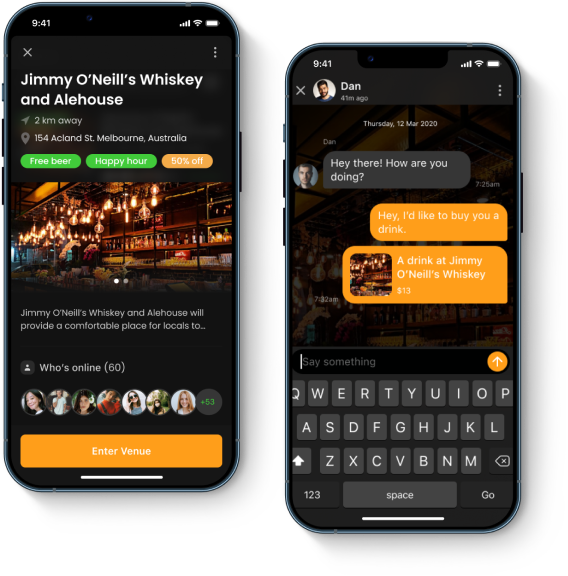 9:41
Jimmy O'Neill's Whiskey
and Alehouse
2 km away
154 Acland St. Melbourne, Australia
Free beer
Happy hour
50% off
Jimmy O'Neill's Whiskey and Alehouse will
provide a comfortable place for locals to...
Who's online (60)
+53
Enter Venue
9:41
Dan
41m ago
Thursday, 12 Mar 2020
Dan
Hey there! How are you
doing?
7:25am
Hey, I'd like to buy you a
drink.
A drink at Jimmy
O'Neill's Whiskey
$13
7:32am
Say something
Q W E R T Y U I O P
A S D F G H J K L
Z X C V B N M
123 space Go